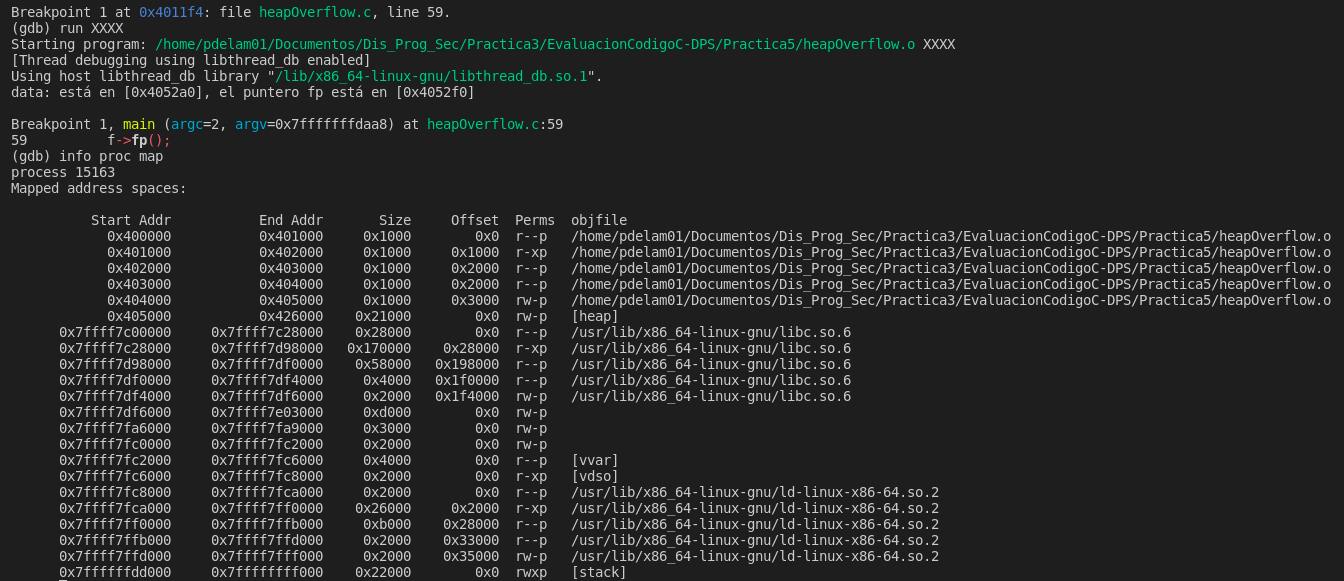 Breakpoint 1 at 0x4011f4: file heapOverflow.c, line 59.
(gdb) run XXXX
Starting program: /home/pdelam01/Documentos/Dis_Prog_Sec/Practica3/EvaluacionCodigoC-DPS/Practica5/heapOverflow.o XXXX
[Thread debugging using libthread_db enabled]
Using host libthread_db library "/lib/x86_64-linux-gnu/libthread_db.so.1".
data: está en [0x4052a0], el puntero fp está en [0x4052f0]

Breakpoint 1, main (argc=2, argv=0x7fffffffdaa8) at heapOverflow.c:59
59          f->fp();
(gdb) info proc map
process 15163
Mapped address spaces:

          Start Addr           End Addr       Size     Offset  Perms  objfile
            0x400000           0x401000     0x1000        0x0  r--p   /home/pdelam01/Documentos/Dis_Prog_Sec/Practica3/EvaluacionCodigoC-DPS/Practica5/heapOverflow.o
            0x401000           0x402000     0x1000     0x1000  r-xp   /home/pdelam01/Documentos/Dis_Prog_Sec/Practica3/EvaluacionCodigoC-DPS/Practica5/heapOverflow.o
            0x402000           0x403000     0x1000     0x2000  r--p   /home/pdelam01/Documentos/Dis_Prog_Sec/Practica3/EvaluacionCodigoC-DPS/Practica5/heapOverflow.o
            0x403000           0x404000     0x1000     0x2000  r--p   /home/pdelam01/Documentos/Dis_Prog_Sec/Practica3/EvaluacionCodigoC-DPS/Practica5/heapOverflow.o
            0x404000           0x405000     0x1000     0x3000  rw-p   /home/pdelam01/Documentos/Dis_Prog_Sec/Practica3/EvaluacionCodigoC-DPS/Practica5/heapOverflow.o
            0x405000           0x426000    0x21000        0x0  rw-p   [heap]
      0x7ffff7c00000     0x7ffff7c28000    0x28000        0x0  r--p   /usr/lib/x86_64-linux-gnu/libc.so.6
      0x7ffff7c28000     0x7ffff7d98000   0x170000    0x28000  r-xp   /usr/lib/x86_64-linux-gnu/libc.so.6
      0x7ffff7d98000     0x7ffff7df0000    0x58000   0x198000  r--p   /usr/lib/x86_64-linux-gnu/libc.so.6
      0x7ffff7df0000     0x7ffff7df4000     0x4000   0x1f0000  r--p   /usr/lib/x86_64-linux-gnu/libc.so.6
      0x7ffff7df4000     0x7ffff7df6000     0x2000   0x1f4000  rw-p   /usr/lib/x86_64-linux-gnu/libc.so.6
      0x7ffff7df6000     0x7ffff7e03000     0xd000        0x0  rw-p
      0x7ffff7fa6000     0x7ffff7fa9000     0x3000        0x0  rw-p
      0x7ffff7fc0000     0x7ffff7fc2000     0x2000        0x0  rw-p
      0x7ffff7fc2000     0x7ffff7fc6000     0x4000        0x0  r--p   [vvar]
      0x7ffff7fc6000     0x7ffff7fc8000     0x2000        0x0  r-xp   [vdso]
      0x7ffff7fc8000     0x7ffff7fca000     0x2000        0x0  r--p   /usr/lib/x86_64-linux-gnu/ld-linux-x86-64.so.2
      0x7ffff7fca000     0x7ffff7ff0000    0x26000     0x2000  r-xp   /usr/lib/x86_64-linux-gnu/ld-linux-x86-64.so.2
      0x7ffff7ff0000     0x7ffff7ffb000     0xb000    0x28000  r--p   /usr/lib/x86_64-linux-gnu/ld-linux-x86-64.so.2
      0x7ffff7ffb000     0x7ffff7ffd000     0x2000    0x33000  r--p   /usr/lib/x86_64-linux-gnu/ld-linux-x86-64.so.2
      0x7ffff7ffd000     0x7ffff7fff000     0x2000    0x35000  rw-p   /usr/lib/x86_64-linux-gnu/ld-linux-x86-64.so.2
      0x7ffffffdd000     0x7ffffffff000    0x22000        0x0  rwxp   [stack]